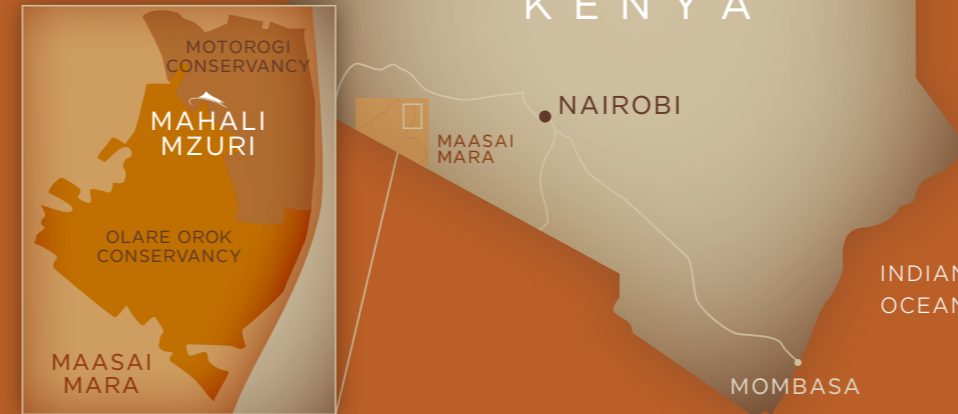 KENYA
MOTOROGI
CONSERVANCY
MAHALI
MZURI
OLARE OROK
CONSERVANCY
MAASAI
MARA
NAIROBI
MAASAI
MARA
INDIAN
OCEAN
MOMBASA